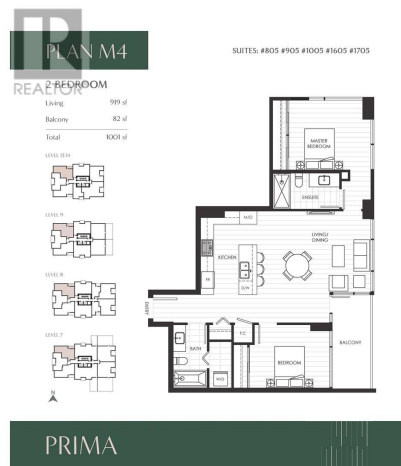 PLAN M4
SUITES: #805 #905 #1005 #1605 #1705
REALTOR®
2 BEDROOM
Living 919 sf
Balcony 82 sf
Total 1001 sf
LEVEL 9
LEVEL 8
LEVEL 7
N
MASTER
BEDROOM
ENSUITE
LIVING/
DINING
KITCHEN
D/W
ENTRY
BATH
W/D
BEDROOM
BALCONY
PRIMA